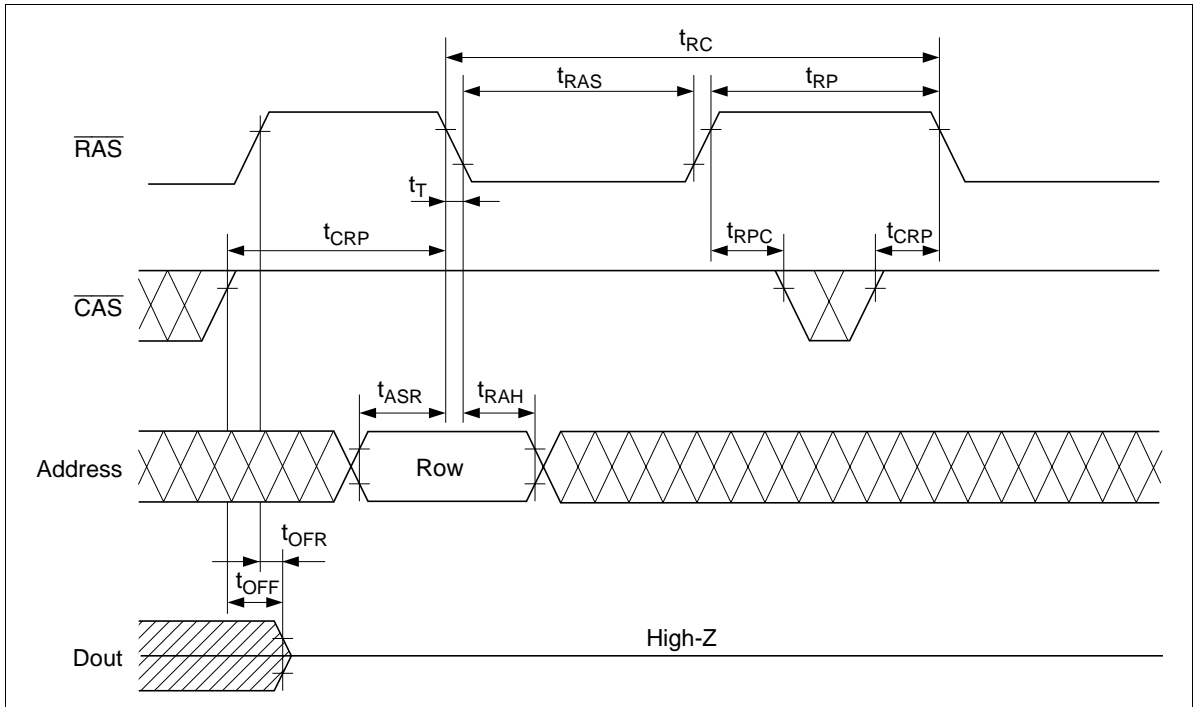 tRC
tRAS
tRP
RAS
tT
tCRP
tRPC
tCRP
CAS
tASR
tRAH
Address
Row
tOFR
tOFF
High-Z
Dout